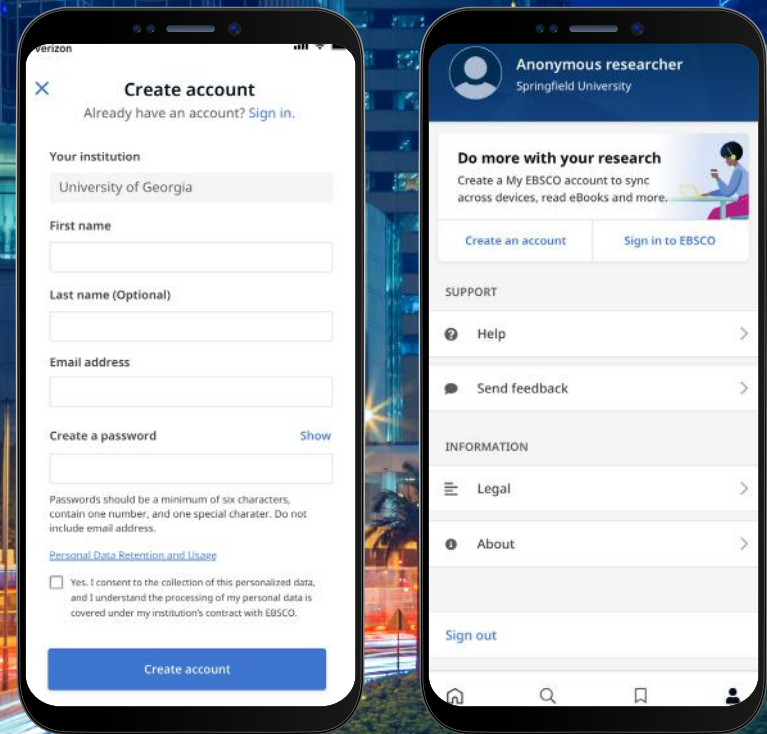 verizon
Create account
Already have an account? Sign in.
Your institution
University of Georgia
First name
Last name (Optional)
Email address
Create a password Show
Passwords should be a minimum of six characters,
contain one number, and one special charater. Do not
include email address.
Personal Data Retention and Usage
Yes. I consent to the collection of this personalized data,
and I understand the processing of my personal data is
covered under my institution's contract with EBSCO.
Create account
Anonymous researcher
Springfield University
Do more with your research
Create a My EBSCO account to sync
across devices, read eBooks and more.
Create an account Sign in to EBSCO
SUPPORT
Help
Send feedback
INFORMATION
Legal
About
Sign out